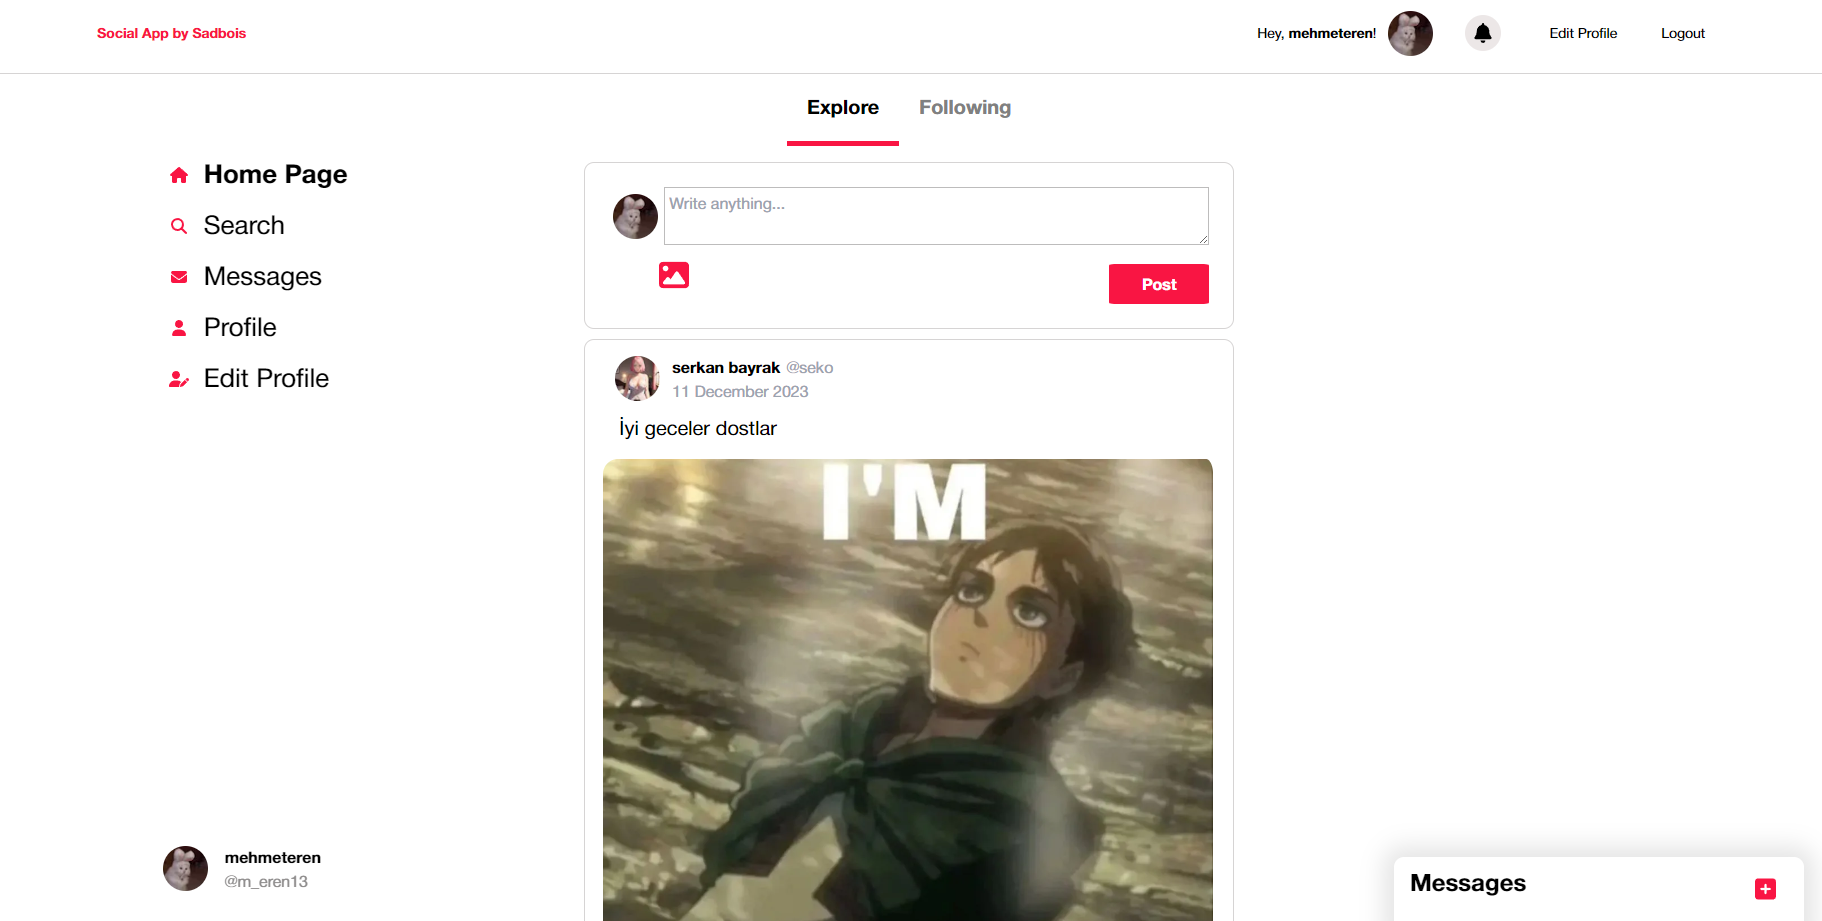 Social App by Sadbois
Hey, mehmeteren!
Edit Profile
Logout
Explore
Following
Home Page
Search
Messages
Profile
Edit Profile
Write anything...
Post
serkan bayrak @seko
11 December 2023
İyi geceler dostlar
I'M
mehmeteren
@m_eren13
Messages